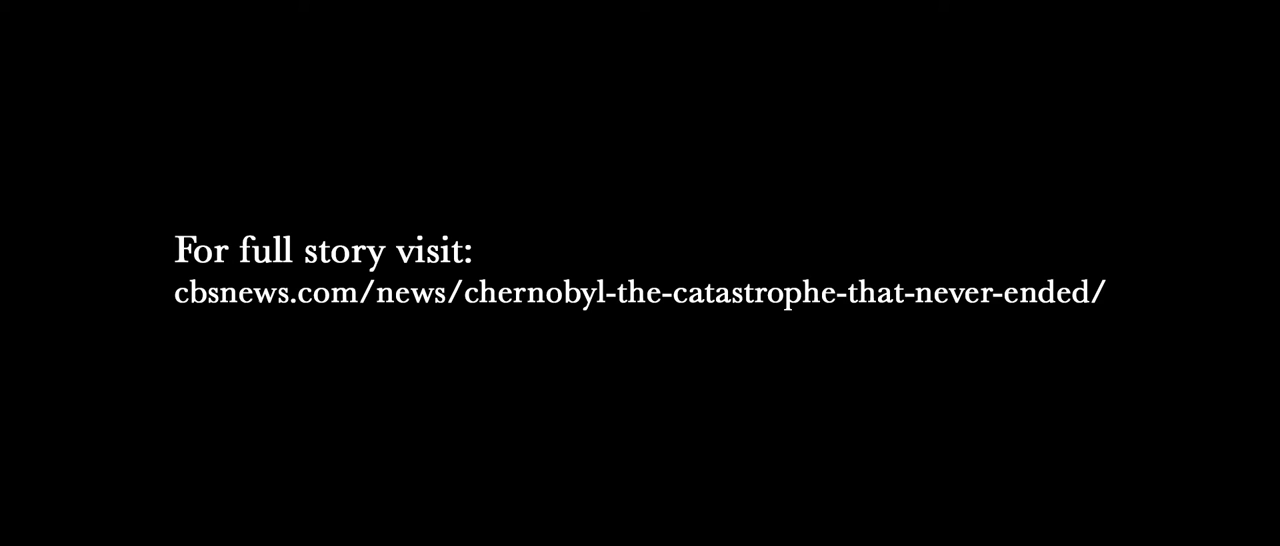 For full story visit:
cbsnews.com/news/chernobyl-the-catastrophe-that-never-ended/